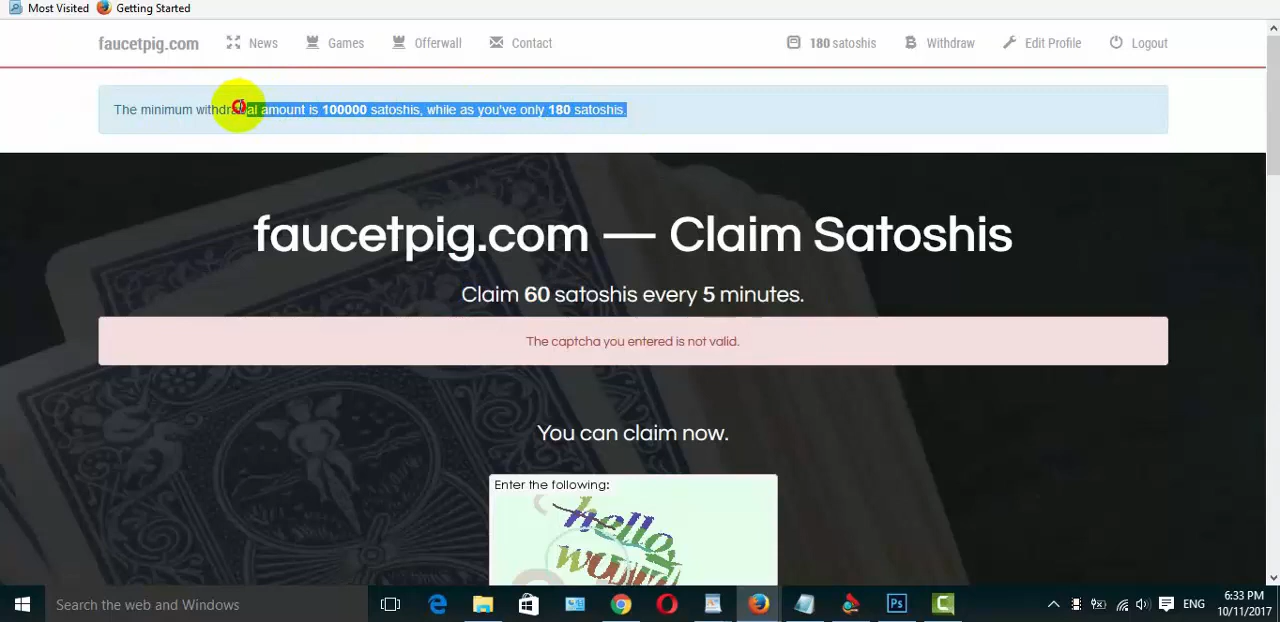 Most Visited Getting Started
faucetpig.com News Games Offerwall Contact 180 satoshis Withdraw Edit Profile Logout
The minimum withdrawal amount is 100000 satoshis, while as you've only 180 satoshis.
faucetpig.com — Claim Satoshis
Claim 60 satoshis every 5 minutes.
The captcha you entered is not valid.
You can claim now.
Enter the following:
hello
Search the web and Windows ENG 6:33 PM
10/11/2017